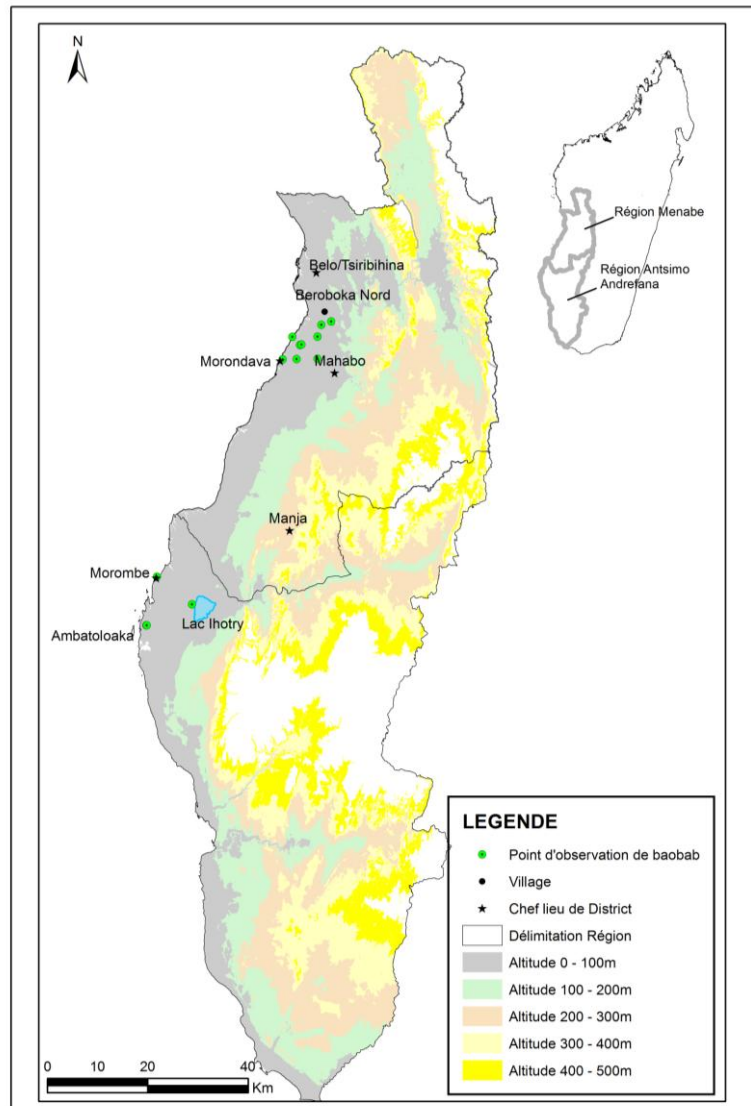 N
Région Menabe
Région Antsimo
Andrefana
Belo/Tsiribihina
Beroboka Nord
Morondava
Mahabo
Manja
Morombe
Lac Ihotry
Ambatoloaka
LEGENDE
Point d'observation de baobab
Village
Chef lieu de District
Délimitation Région
Altitude 0 - 100m
Altitude 100 - 200m
Altitude 200 - 300m
Altitude 300 - 400m
Altitude 400 - 500m
0 20 40
Km